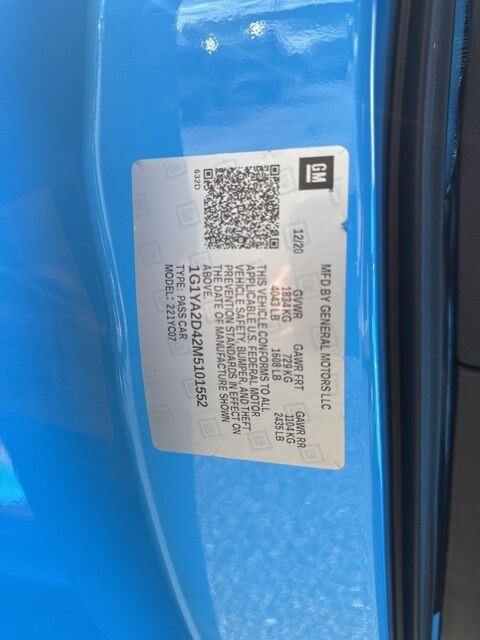 GM
MFD BY GENERAL MOTORS LLC
12/20 GVWR GAWR FRT GAWR RR
1834 KG 729 KG 1104 KG
4043 LB 1608 LB 2435 LB
THIS VEHICLE CONFORMS TO ALL
APPLICABLE U.S. FEDERAL MOTOR
VEHICLE SAFETY, BUMPER, AND THEFT
PREVENTION STANDARDS IN EFFECT ON
THE DATE OF MANUFACTURE SHOWN
ABOVE.
1G1YA2D42M5101552
TYPE: PASS CAR
MODEL: 221YC07
632D